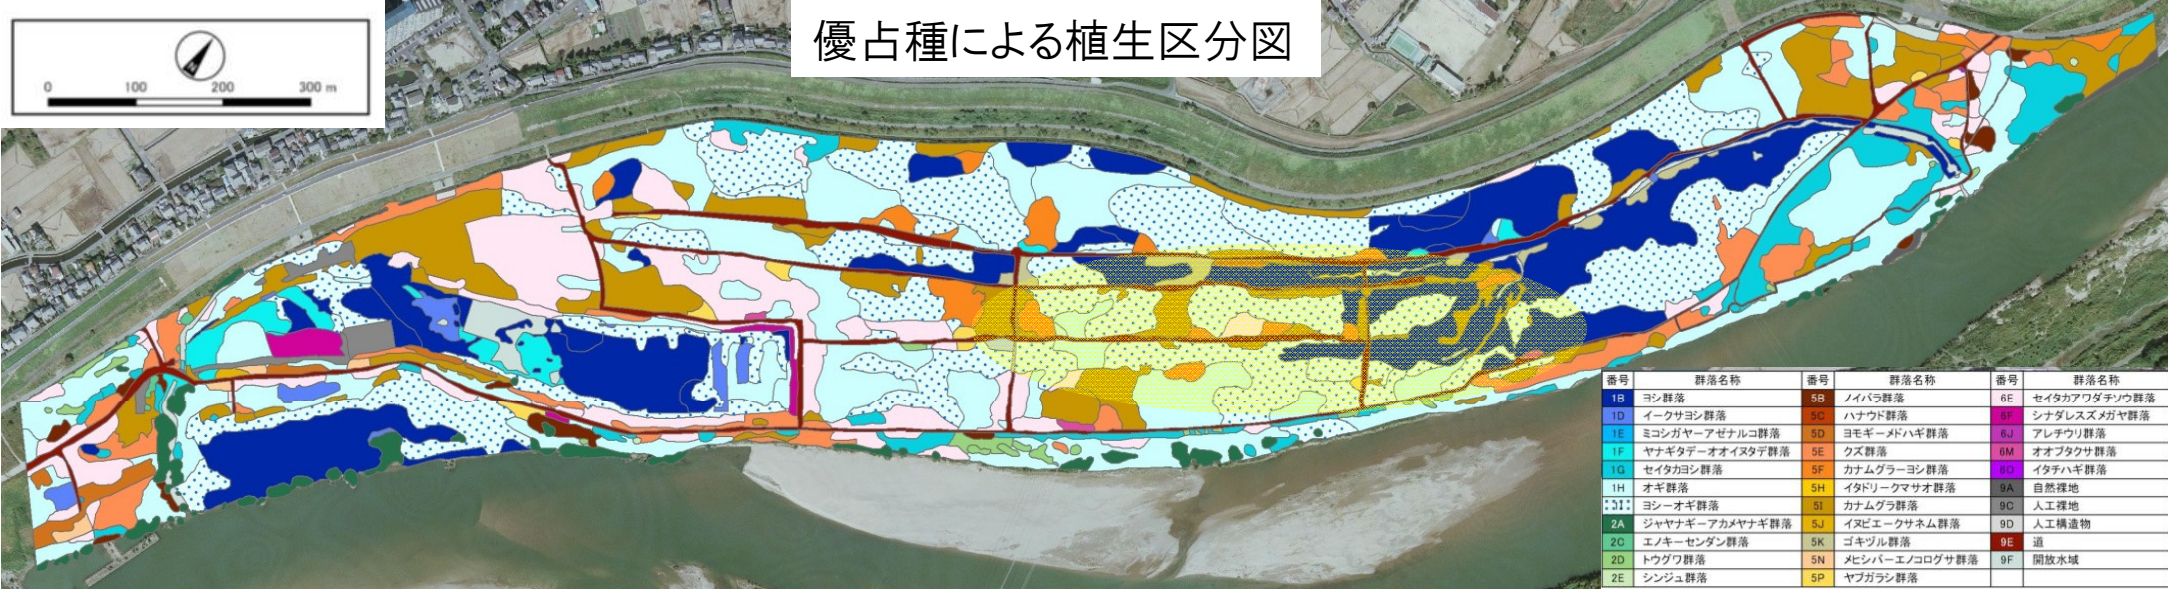 優占種による植生区分図
0 100 200 300 m
番号 群落名称 番号 群落名称 番号 群落名称
1B ヨシ群落 5B ノイバラ群落 6E セイタカアワダチソウ群落
1D イークサヨシ群落 5C ハナウド群落 6F シナダレスズメガヤ群落
1E ミコシガヤーアゼナルコ群落 5D ヨモギーメドハギ群落 6J アレチウリ群落
1F ヤナギタデーオオイヌタデ群落 5E クズ群落 6M オオブタクサ群落
1G セイタカヨシ群落 5F カナムグラーヨシ群落 6O イタチハギ群落
1H オギ群落 5H イタドリークマサオ群落 9A 自然裸地
1I ヨシーオギ群落 5I カナムグラ群落 9C 人工裸地
2A ジャヤナギーアカメヤナギ群落 5J イヌビエークサネム群落 9D 人工構造物
2C エノキーセンダン群落 5K ゴキヅル群落 9E 道
2D トウグワ群落 5N メヒシバーエノコログサ群落 9F 開放水域
2E シンジュ群落 5P ヤブガラシ群落